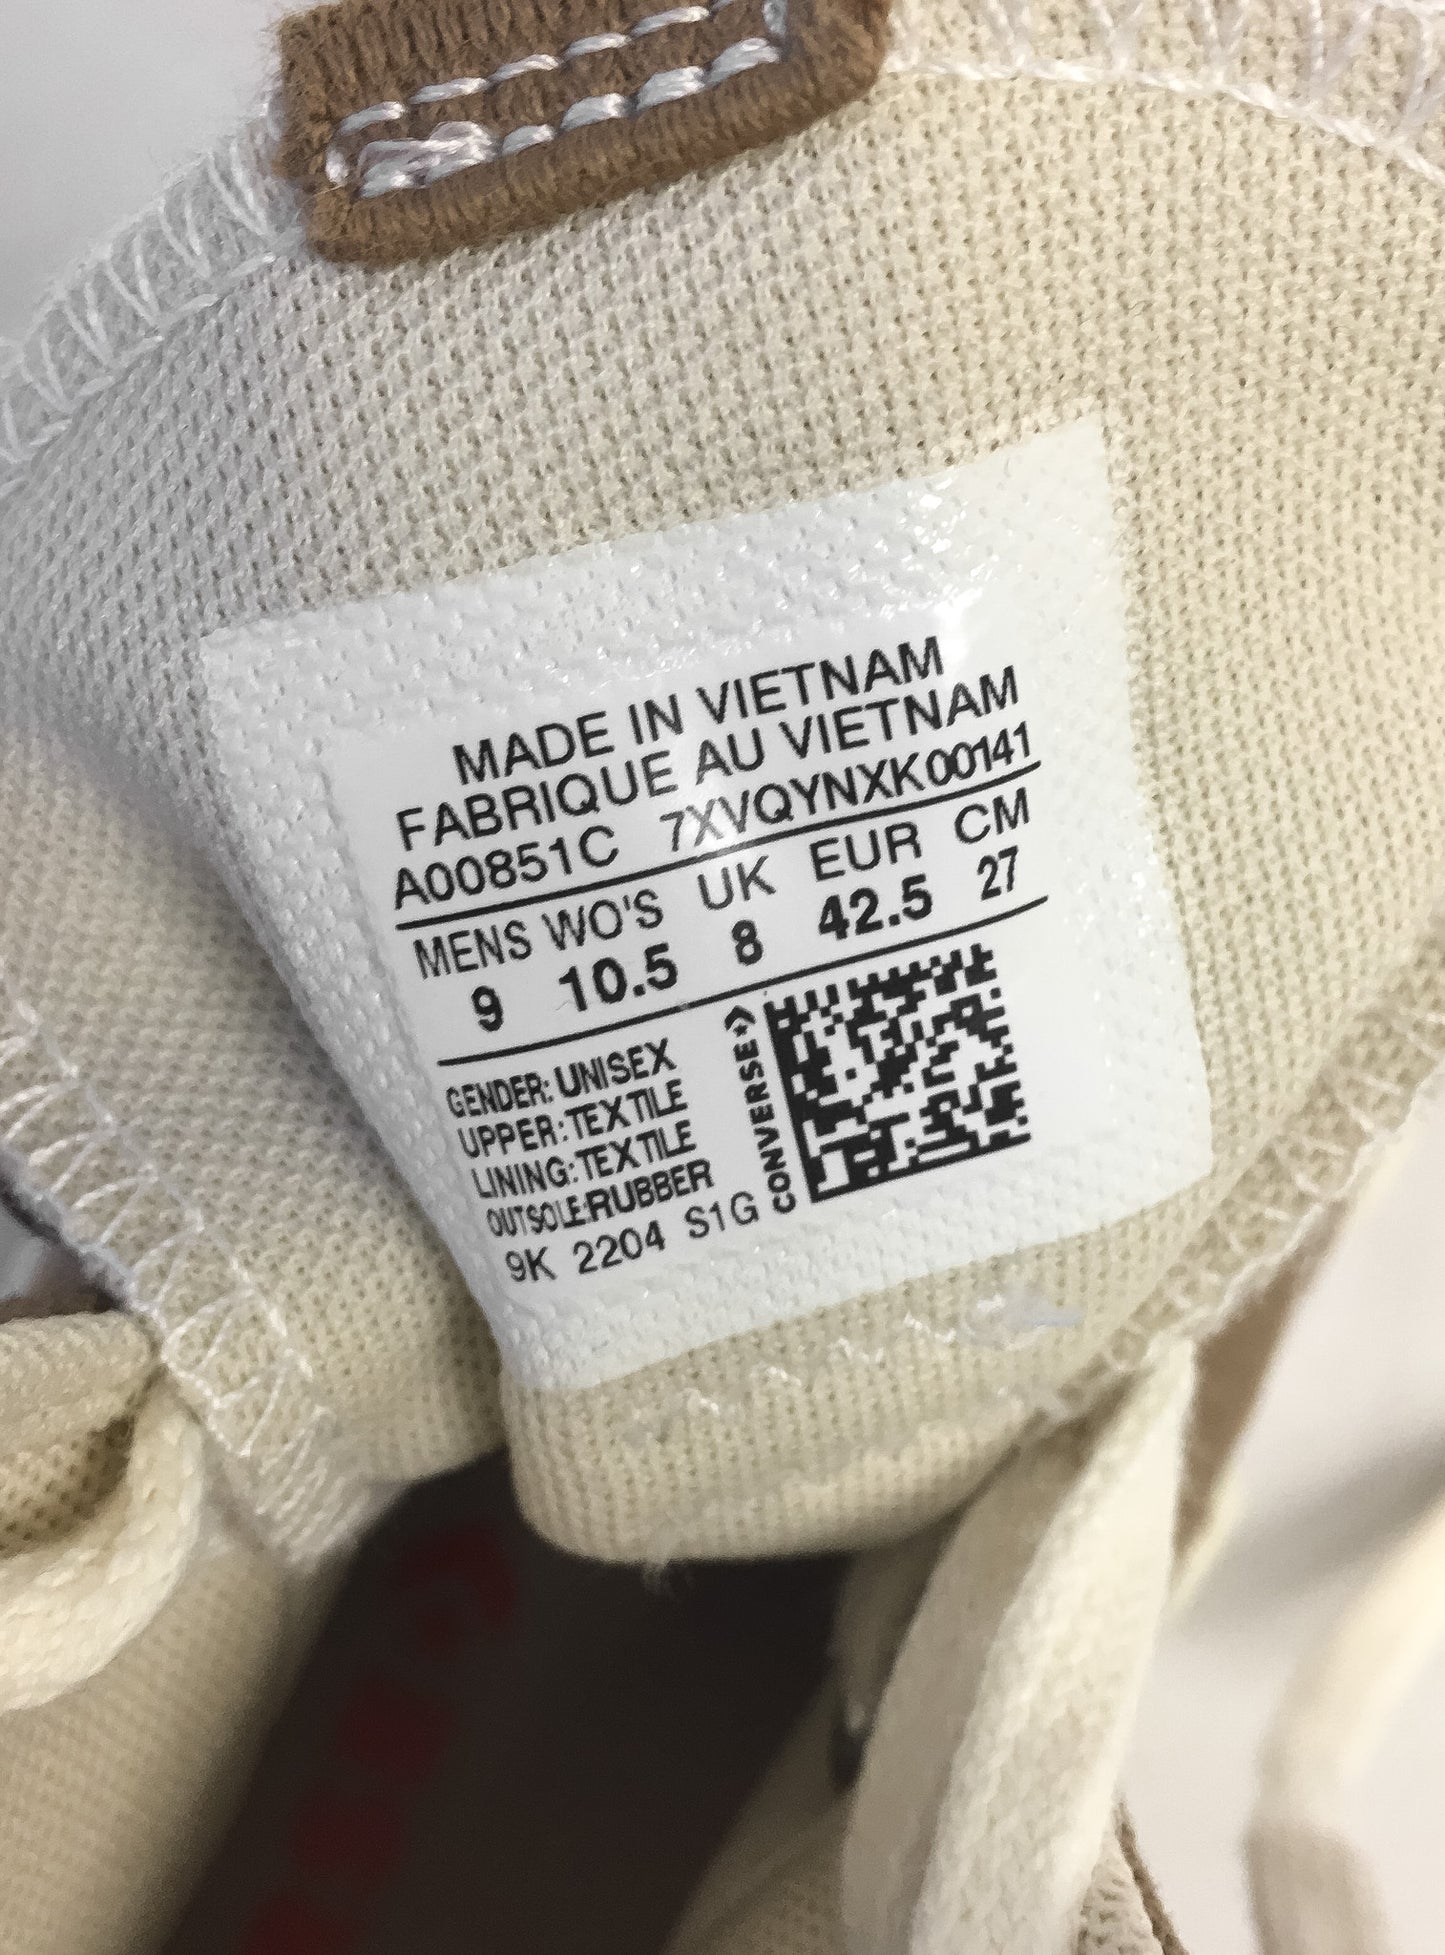 MADE IN VIETNAM
FABRIQUE AU VIETNAM
A00851C 7XVQYNXK00141
MENS WO'S UK EUR CM
9 10.5 8 42.5 27
GENDER: UNISEX
UPPER: TEXTILE
LINING: TEXTILE
OUTSOLE: RUBBER
9K 2204 S1G
CONVERSE